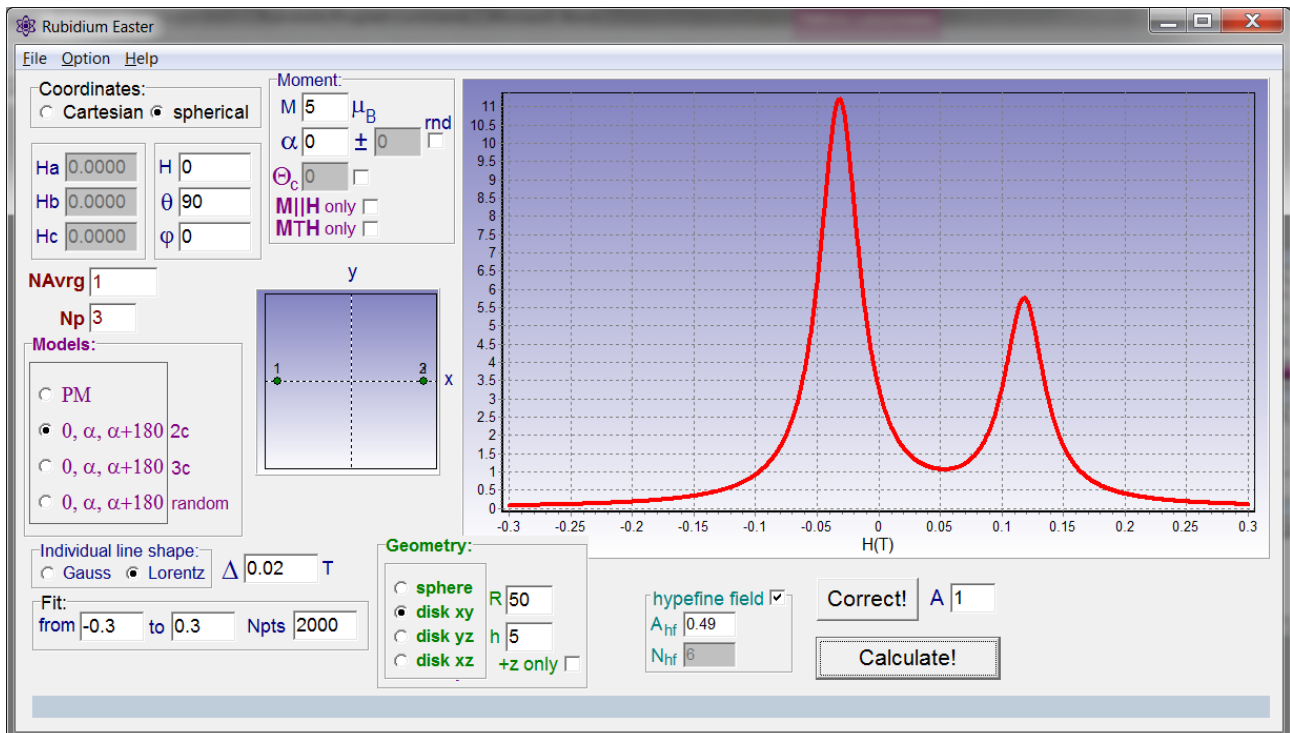 Rubidium Easter
File Option Help
Coordinates:
Cartesian spherical
Ha 0.0000 H 0
Hb 0.0000 θ 90
Hc 0.0000 φ 0
Moment:
M 5 μB
rnd
α 0 ± 0
Θc 0
M||H only
M⊤H only
NAvrg 1
Np 3
Models:
PM
0, α, α+180 2c
0, α, α+180 3c
0, α, α+180 random
y
1 x
Individual line shape:
Gauss Lorentz Δ 0.02 T
Fit:
from -0.3 to 0.3 Npts 2000
11
10.5
10
9.5
9
8.5
8
7.5
7
6.5
6
5.5
5
4.5
4
3.5
3
2.5
2
1.5
1
0.5
0
-0.3 -0.25 -0.2 -0.15 -0.1 -0.05 0 0.05 0.1 0.15 0.2 0.25 0.3
H(T)
Geometry:
sphere R 50
disk xy
disk yz h 5
disk xz +z only
hypefine field
Ahf 0.49
Nhf 6
Correct! A 1
Calculate!